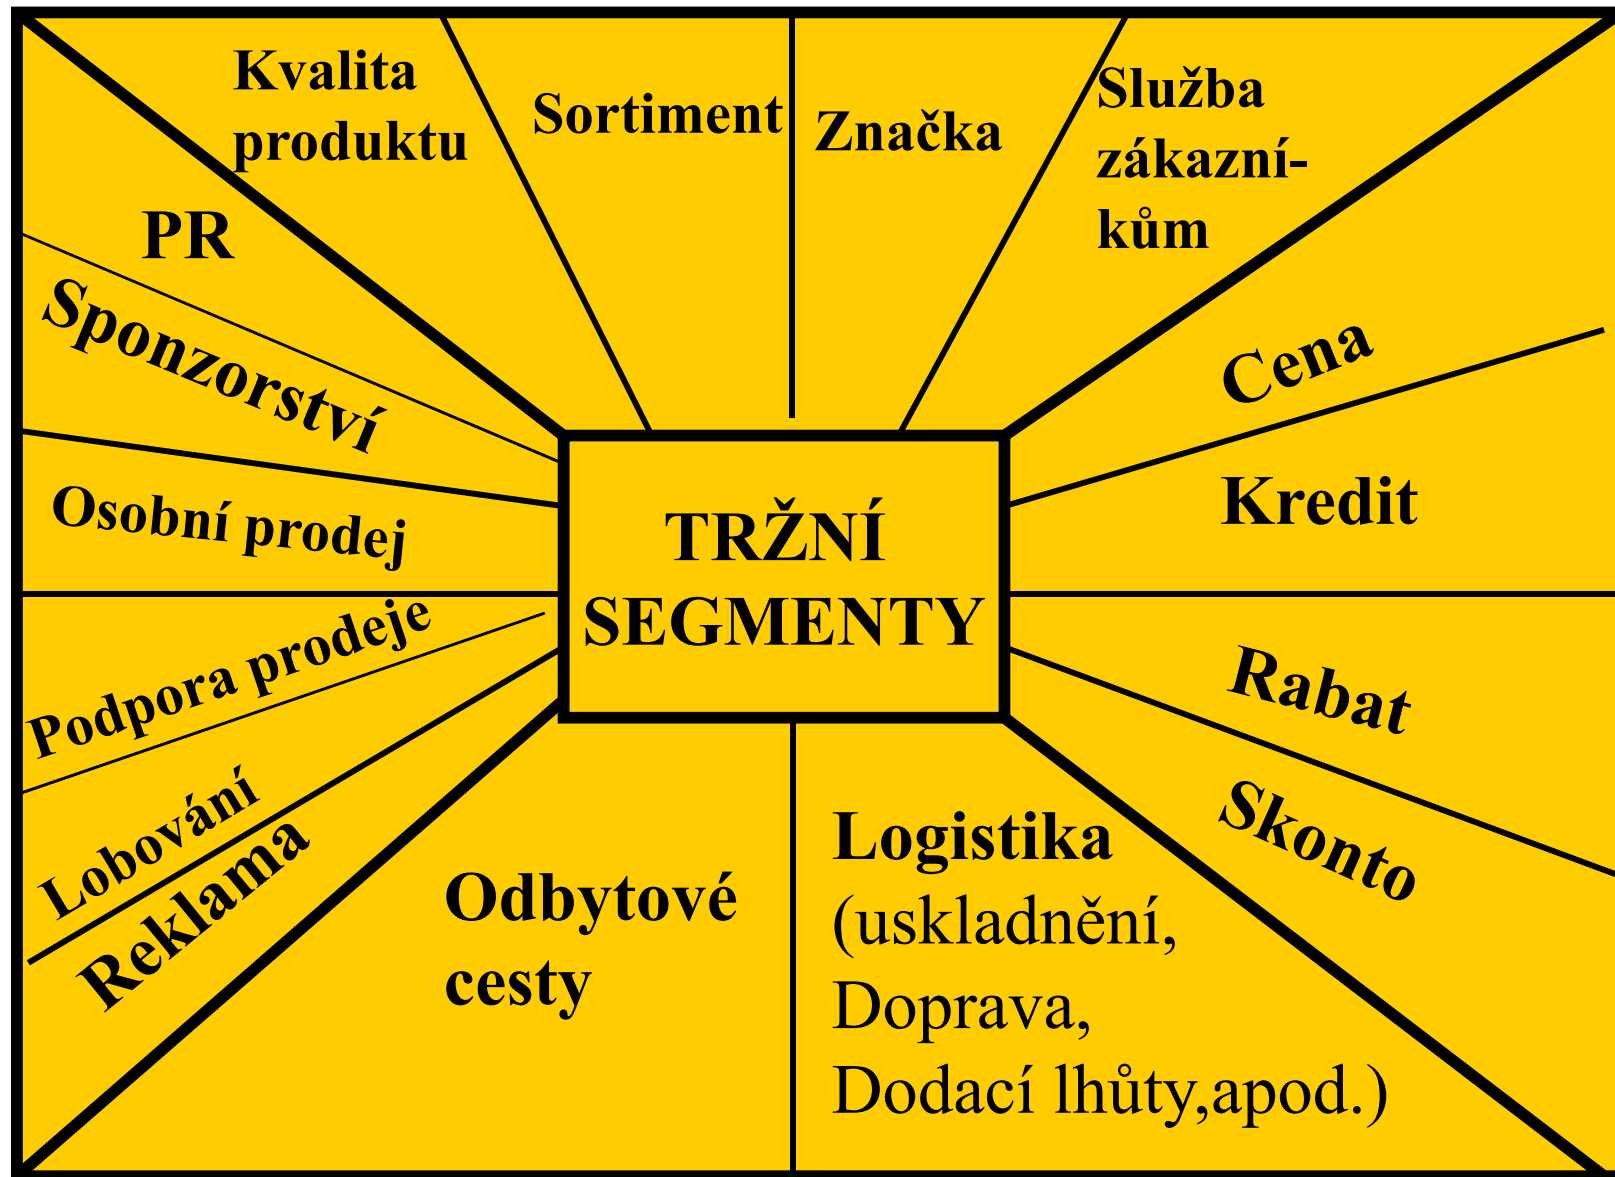 Kvalita
produktu
Sortiment
Značka
Služba
zákazní-
kům
PR
Sponzorství
Osobní prodej
Podpora prodeje
Lobování
Reklama
TRŽNÍ
SEGMENTY
Cena
Kredit
Rabat
Skonto
Odbytové
cesty
Logistika
(uskladnění,
Doprava,
Dodací lhůty,apod.)